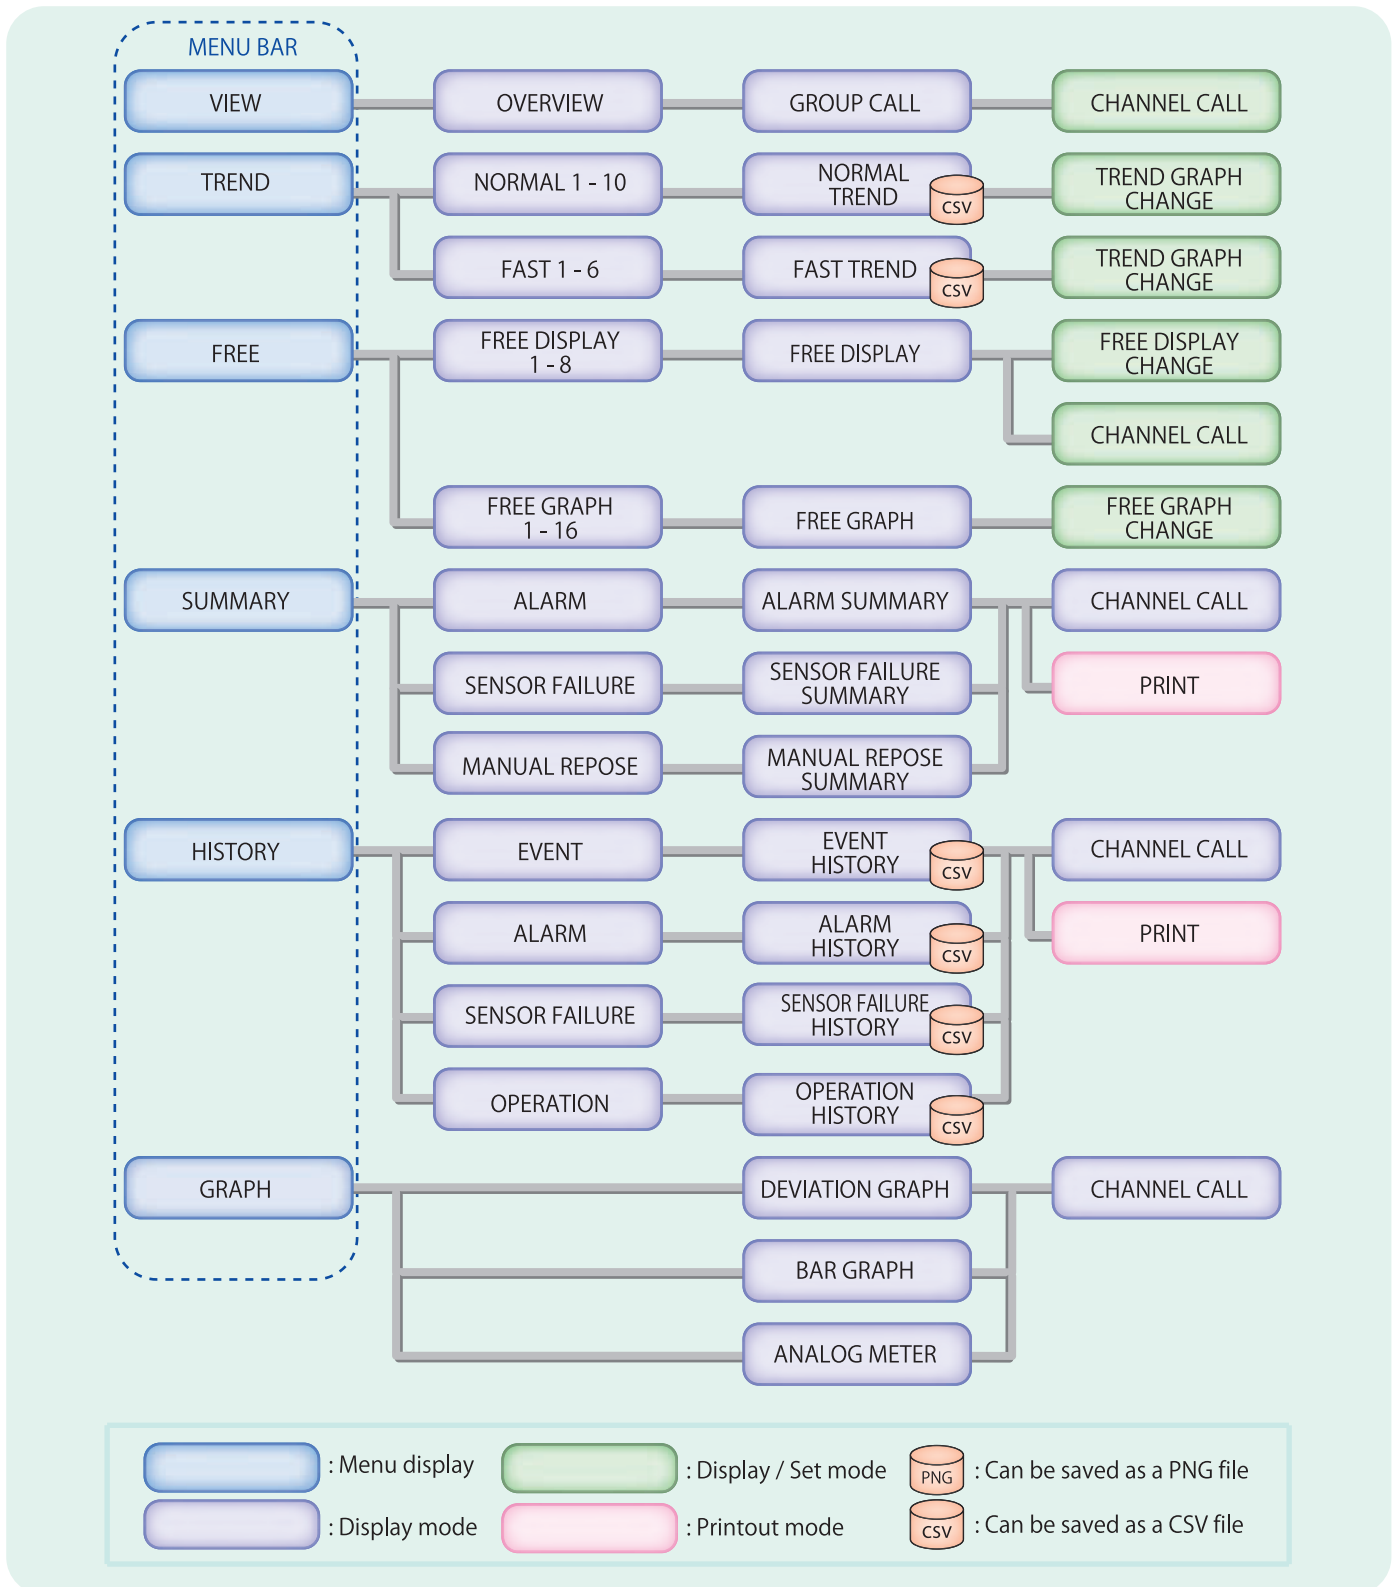 MENU BAR
VIEW
OVERVIEW
GROUP CALL
CHANNEL CALL
TREND
NORMAL 1 - 10
NORMAL
TREND
CSV
TREND GRAPH
CHANGE
FAST 1 - 6
FAST TREND
CSV
TREND GRAPH
CHANGE
FREE
FREE DISPLAY
1 - 8
FREE DISPLAY
FREE DISPLAY
CHANGE
CHANNEL CALL
FREE GRAPH
1 - 16
FREE GRAPH
FREE GRAPH
CHANGE
SUMMARY
ALARM
ALARM SUMMARY
CHANNEL CALL
SENSOR FAILURE
SENSOR FAILURE
SUMMARY
PRINT
MANUAL REPOSE
MANUAL REPOSE
SUMMARY
HISTORY
EVENT
EVENT
HISTORY
CSV
CHANNEL CALL
ALARM
ALARM
HISTORY
CSV
PRINT
SENSOR FAILURE
SENSOR FAILURE
HISTORY
CSV
OPERATION
OPERATION
HISTORY
CSV
GRAPH
DEVIATION GRAPH
CHANNEL CALL
BAR GRAPH
ANALOG METER
: Menu display
: Display / Set mode
PNG
: Can be saved as a PNG file
: Display mode
: Printout mode
CSV
: Can be saved as a CSV file